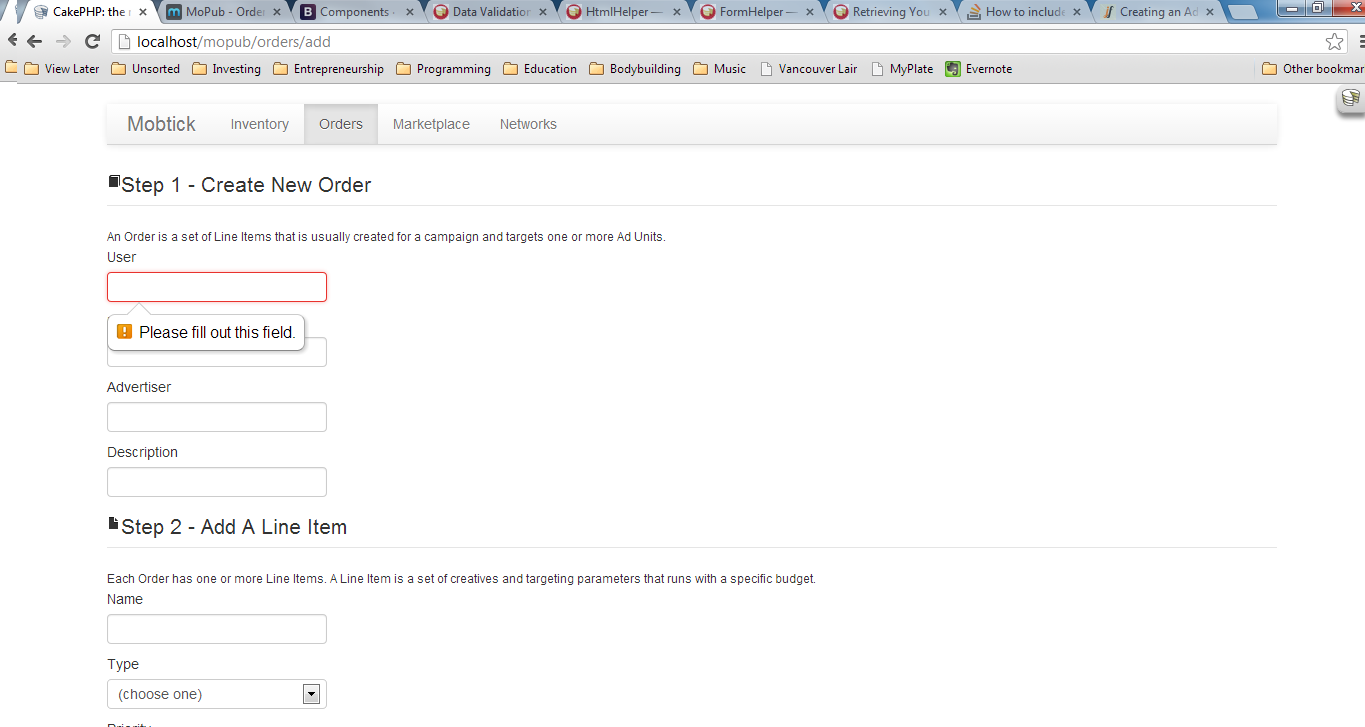 CakePHP: the r
MoPub - Order
Components -
Data Validation
HtmlHelper —
FormHelper —
Retrieving You
How to include
Creating an Ad
localhost/mopub/orders/add
View Later
Unsorted
Investing
Entrepreneurship
Programming
Education
Bodybuilding
Music
Vancouver Lair
MyPlate
Evernote
Other bookmar
Mobtick
Inventory
Orders
Marketplace
Networks
Step 1 - Create New Order
An Order is a set of Line Items that is usually created for a campaign and targets one or more Ad Units.
User
Please fill out this field.
Advertiser
Description
Step 2 - Add A Line Item
Each Order has one or more Line Items. A Line Item is a set of creatives and targeting parameters that runs with a specific budget.
Name
Type
(choose one)
Priority